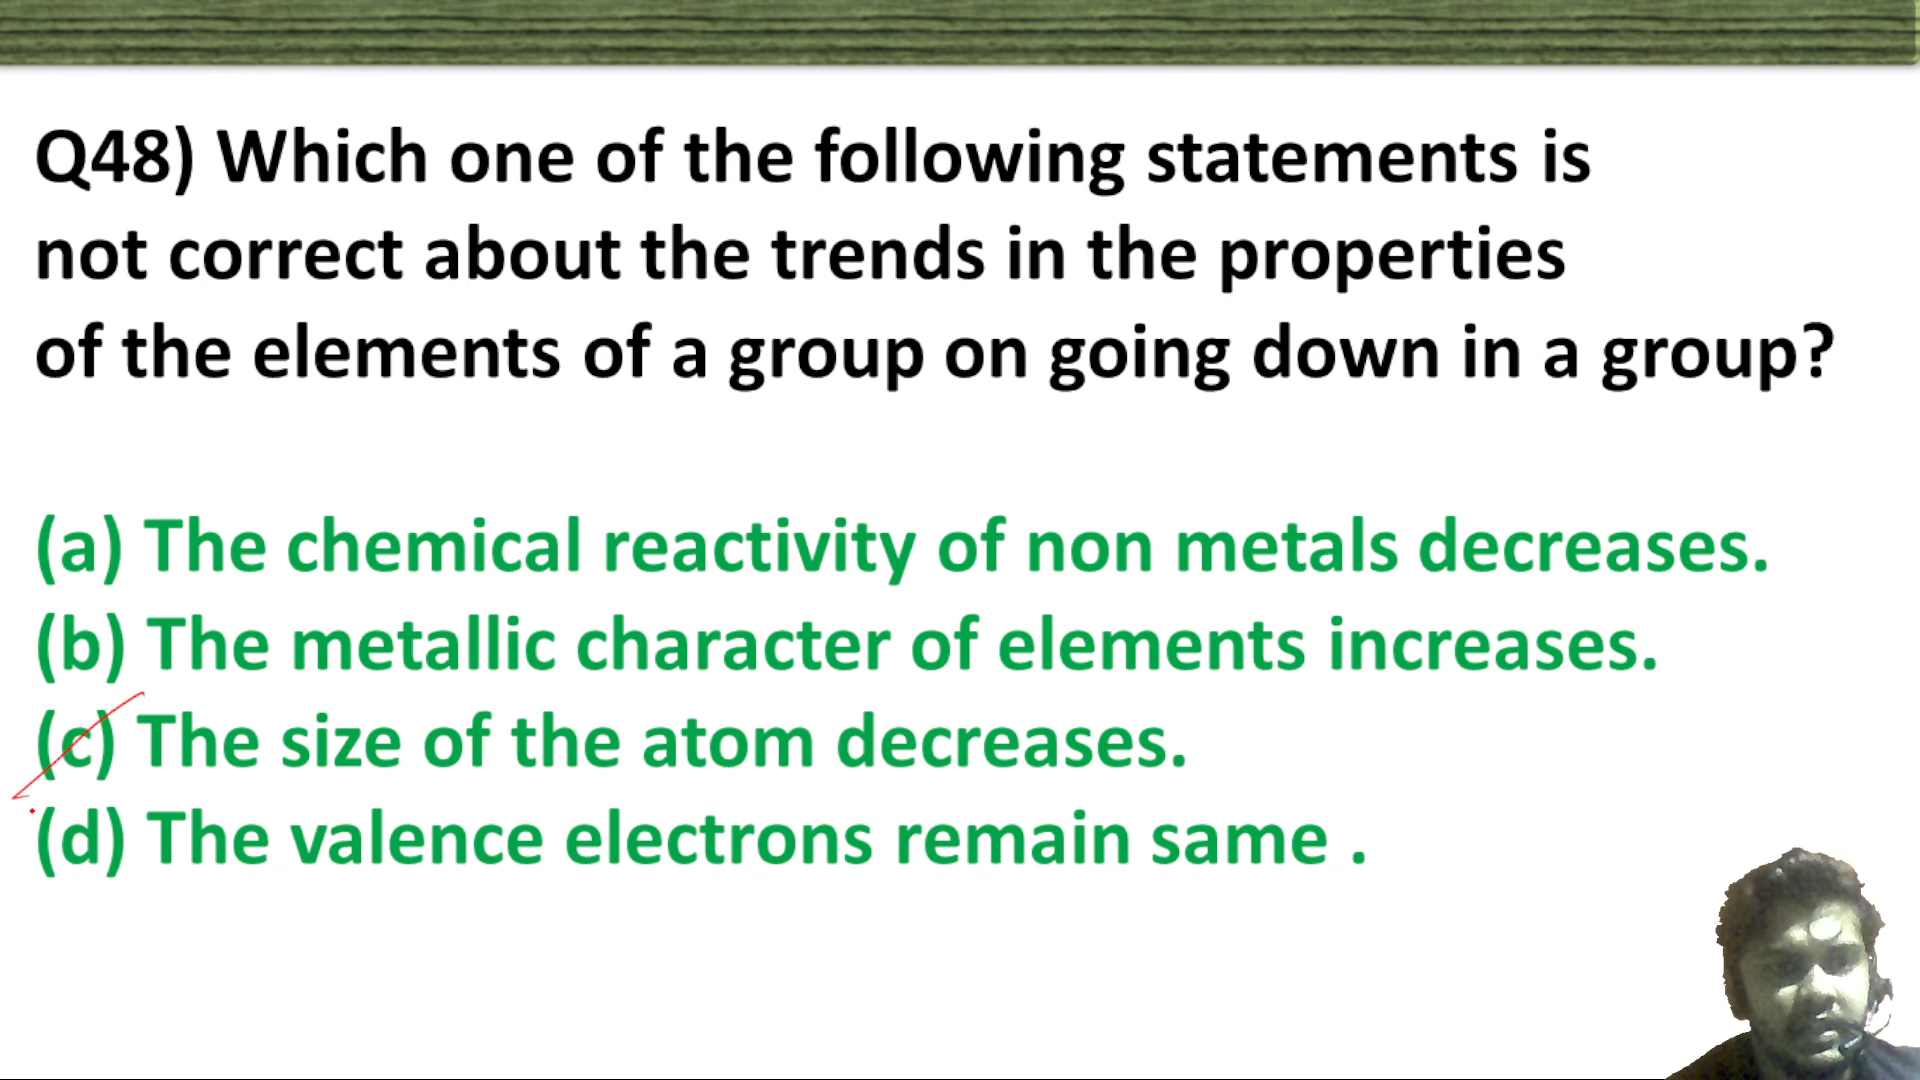 Q48) Which one of the following statements is
not correct about the trends in the properties
of the elements of a group on going down in a group?
(a) The chemical reactivity of non metals decreases.
(b) The metallic character of elements increases.
(c) The size of the atom decreases.
(d) The valence electrons remain same .